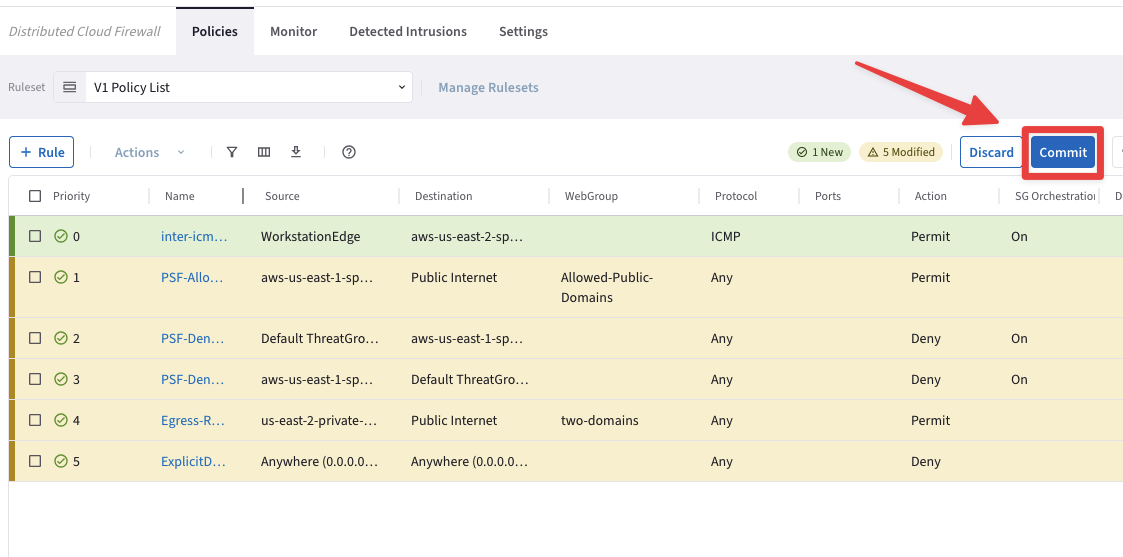 Distributed Cloud Firewall Policies Monitor Detected Intrusions Settings
Ruleset V1 Policy List Manage Rulesets
+ Rule Actions 1 New 5 Modified Discard Commit
Priority Name Source Destination WebGroup Protocol Ports Action SG Orchestration D
0 inter-icm… WorkstationEdge aws-us-east-2-sp… ICMP Permit On
1 PSF-Allo… aws-us-east-1-sp… Public Internet Allowed-Public- Any Permit
Domains
2 PSF-Den… Default ThreatGro… aws-us-east-1-sp… Any Deny On
3 PSF-Den… aws-us-east-1-sp… Default ThreatGro… Any Deny On
4 Egress-R… us-east-2-private-… Public Internet two-domains Any Permit
5 ExplicitD… Anywhere (0.0.0.0… Anywhere (0.0.0… Any Deny